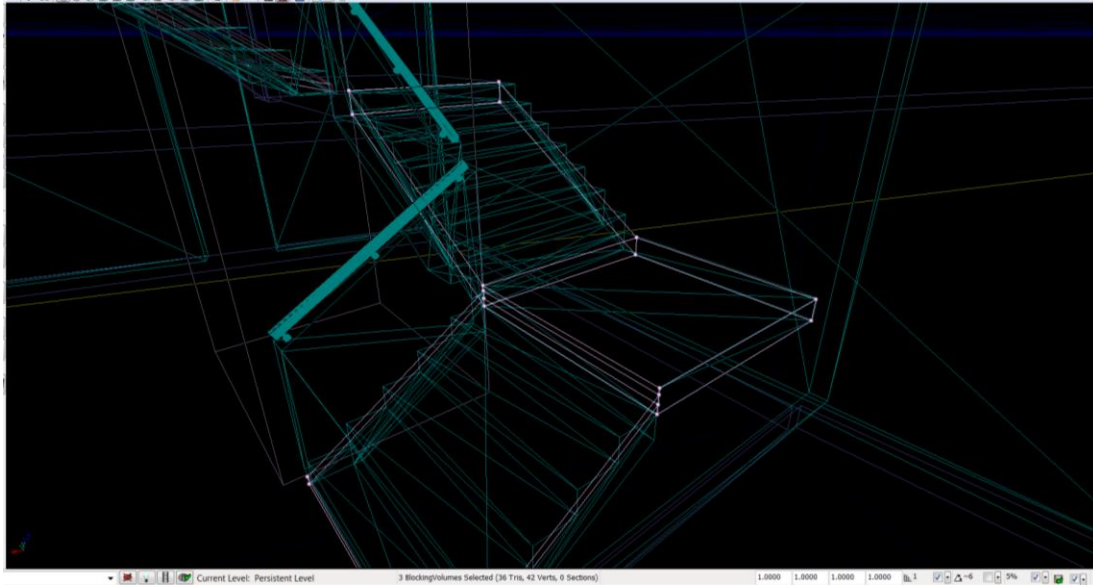 Current Level: Persistent Level 3 BlockingVolumes Selected (36 Tris, 42 Verts, 0 Sections) 1.0000 1.0000 1.0000 1.0000 1 5%